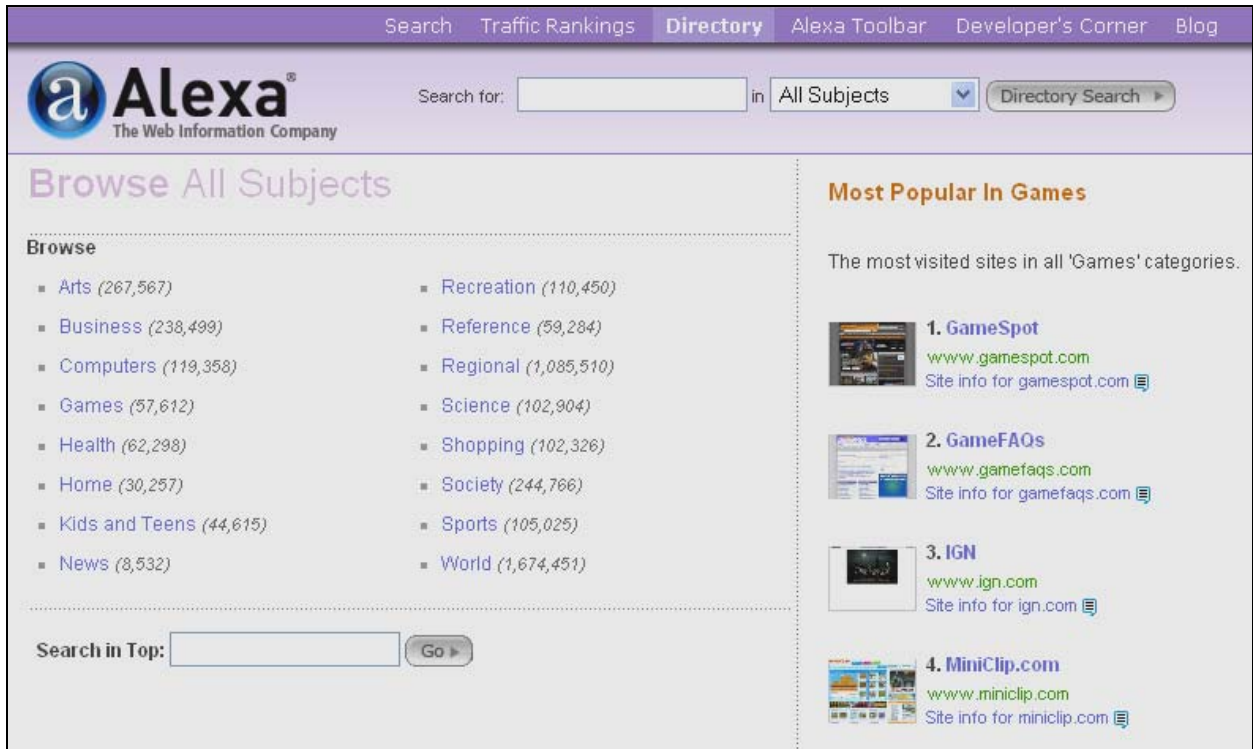 Search Traffic Rankings Directory Alexa Toolbar Developer's Corner Blog
a Alexa®
The Web Information Company
Search for: in All Subjects Directory Search
Browse All Subjects
Browse
Arts (267,567)
Business (238,499)
Computers (119,358)
Games (57,612)
Health (62,298)
Home (30,257)
Kids and Teens (44,615)
News (8,532)
Recreation (110,450)
Reference (59,284)
Regional (1,085,510)
Science (102,904)
Shopping (102,326)
Society (244,766)
Sports (105,025)
World (1,674,451)
Search in Top: Go
Most Popular In Games
The most visited sites in all 'Games' categories.
1. GameSpot
www.gamespot.com
Site info for gamespot.com
2. GameFAQs
www.gamefaqs.com
Site info for gamefaqs.com
3. IGN
www.ign.com
Site info for ign.com
4. MiniClip.com
www.miniclip.com
Site info for miniclip.com